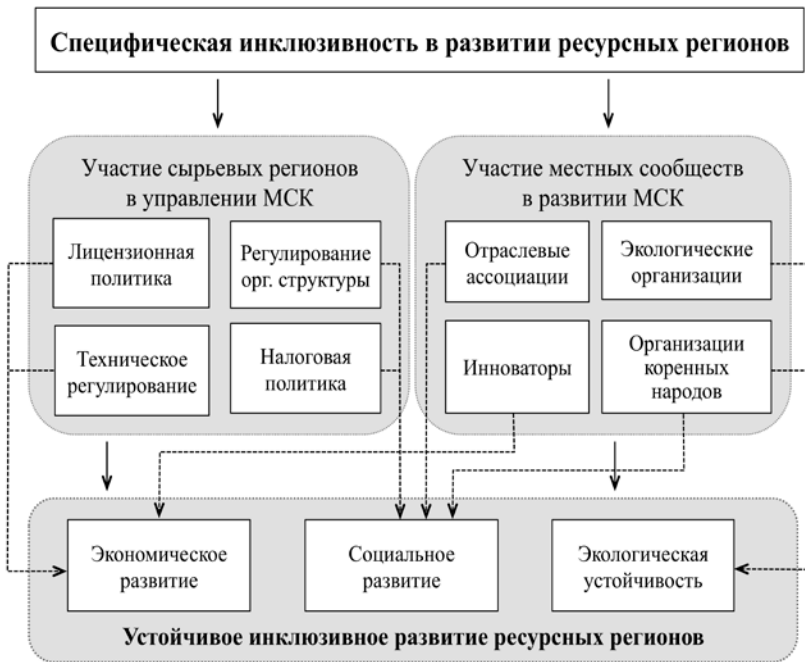 Специфическая инклюзивность в развитии ресурсных регионов
Участие сырьевых регионов
в управлении МСК
Лицензионная
политика
Регулирование
орг. структуры
Техническое
регулирование
Налоговая
политика
Участие местных сообществ
в развитии МСК
Отраслевые
ассоциации
Экологические
организации
Инноваторы
Организации
коренных
народов
Экономическое
развитие
Социальное
развитие
Экологическая
устойчивость
Устойчивое инклюзивное развитие ресурсных регионов